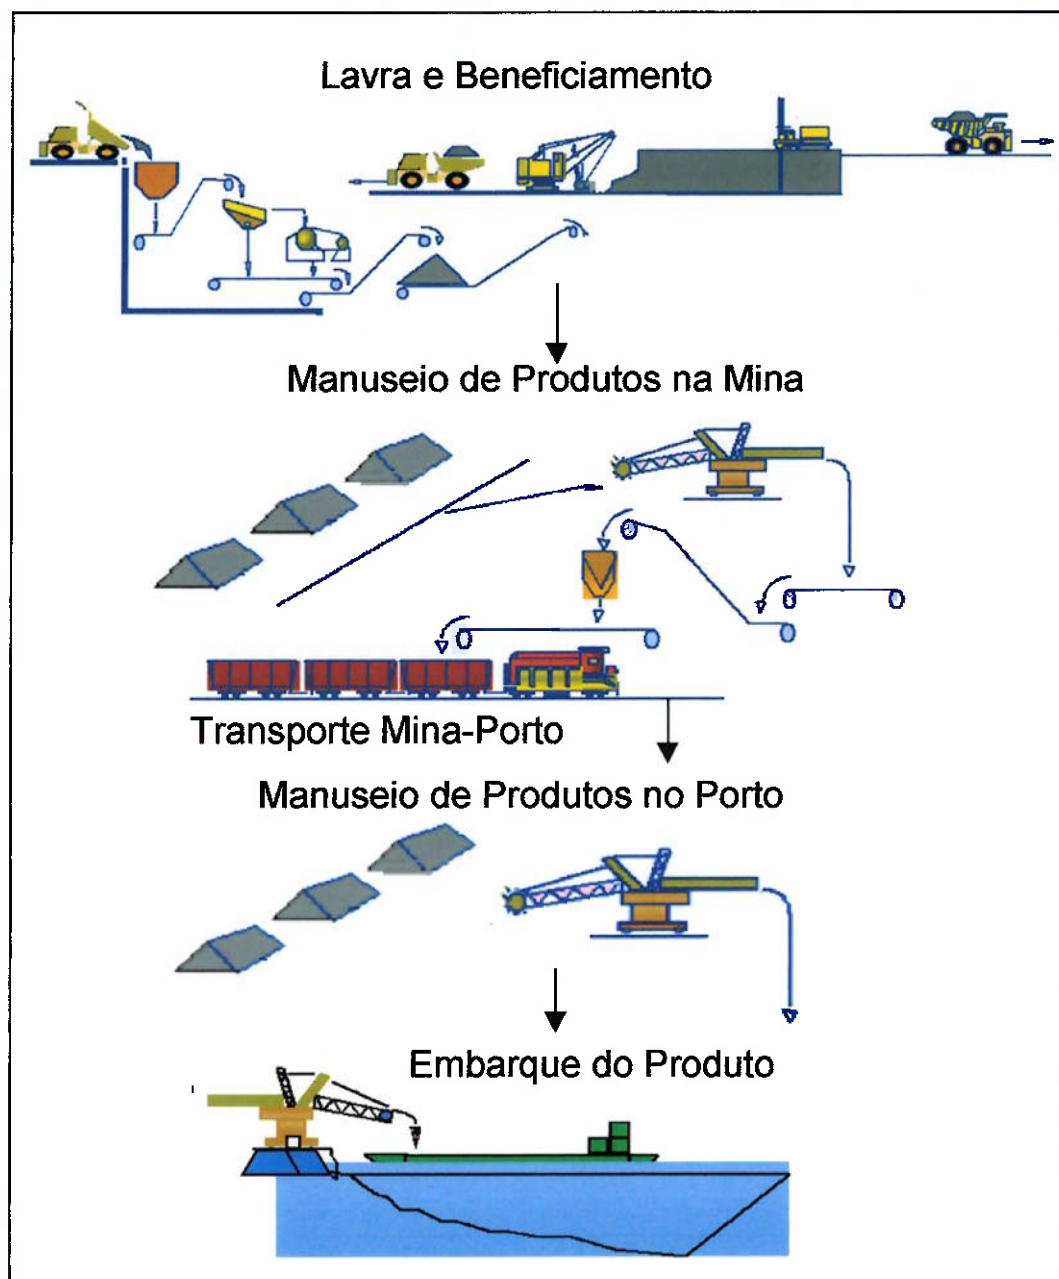 Lavra e Beneficiamento
Manuseio de Produtos na Mina
Transporte Mina-Porto
Manuseio de Produtos no Porto
Embarque do Produto